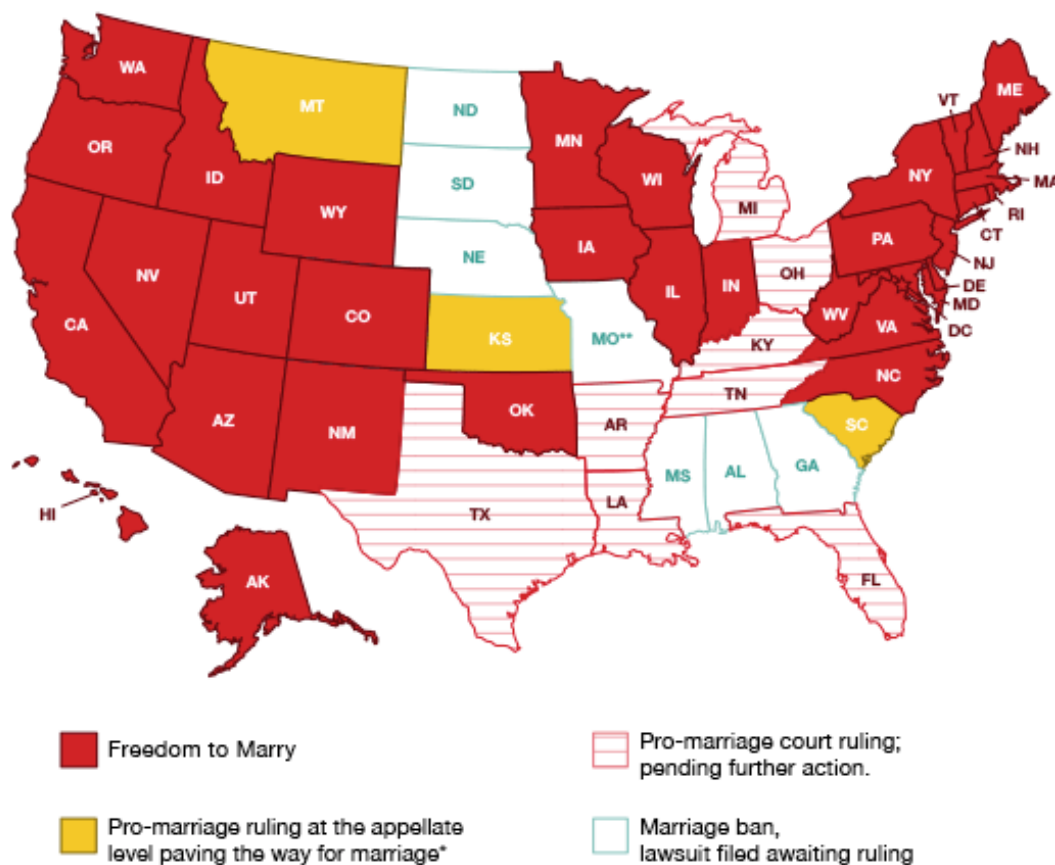 WA
MT
ND
MN
ME
VT
OR
ID
SD
WI
MI
NY
NH
MA
WY
RI
CT
IA
NE
PA
NJ
NV
UT
CO
IL
IN
OH
DE
MD
DC
CA
KS
MO**
WV
VA
KY
NC
AZ
NM
OK
AR
TN
SC
MS
AL
GA
TX
LA
HI
FL
AK
Freedom to Marry
Pro-marriage court ruling;
pending further action.
Pro-marriage ruling at the appellate
level paving the way for marriage*
Marriage ban,
lawsuit filed awaiting ruling